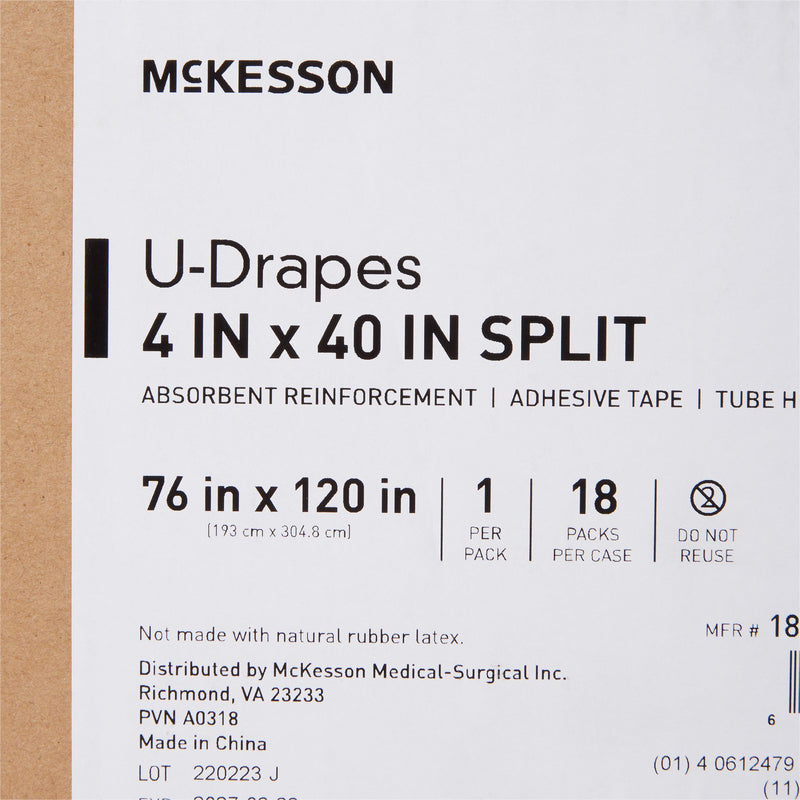 McKESSON
U-Drapes
4 IN x 40 IN SPLIT
ABSORBENT REINFORCEMENT | ADHESIVE TAPE | TUBE H
76 in x 120 in
(193 cm x 304.8 cm)
1
PER
PACK
18
PACKS
PER CASE
2
DO NOT
REUSE
Not made with natural rubber latex.
MFR # 18
Distributed by McKesson Medical-Surgical Inc.
Richmond, VA 23233
PVN A0318
6
Made in China
(01) 4 0612479
LOT 220223 J
(11)